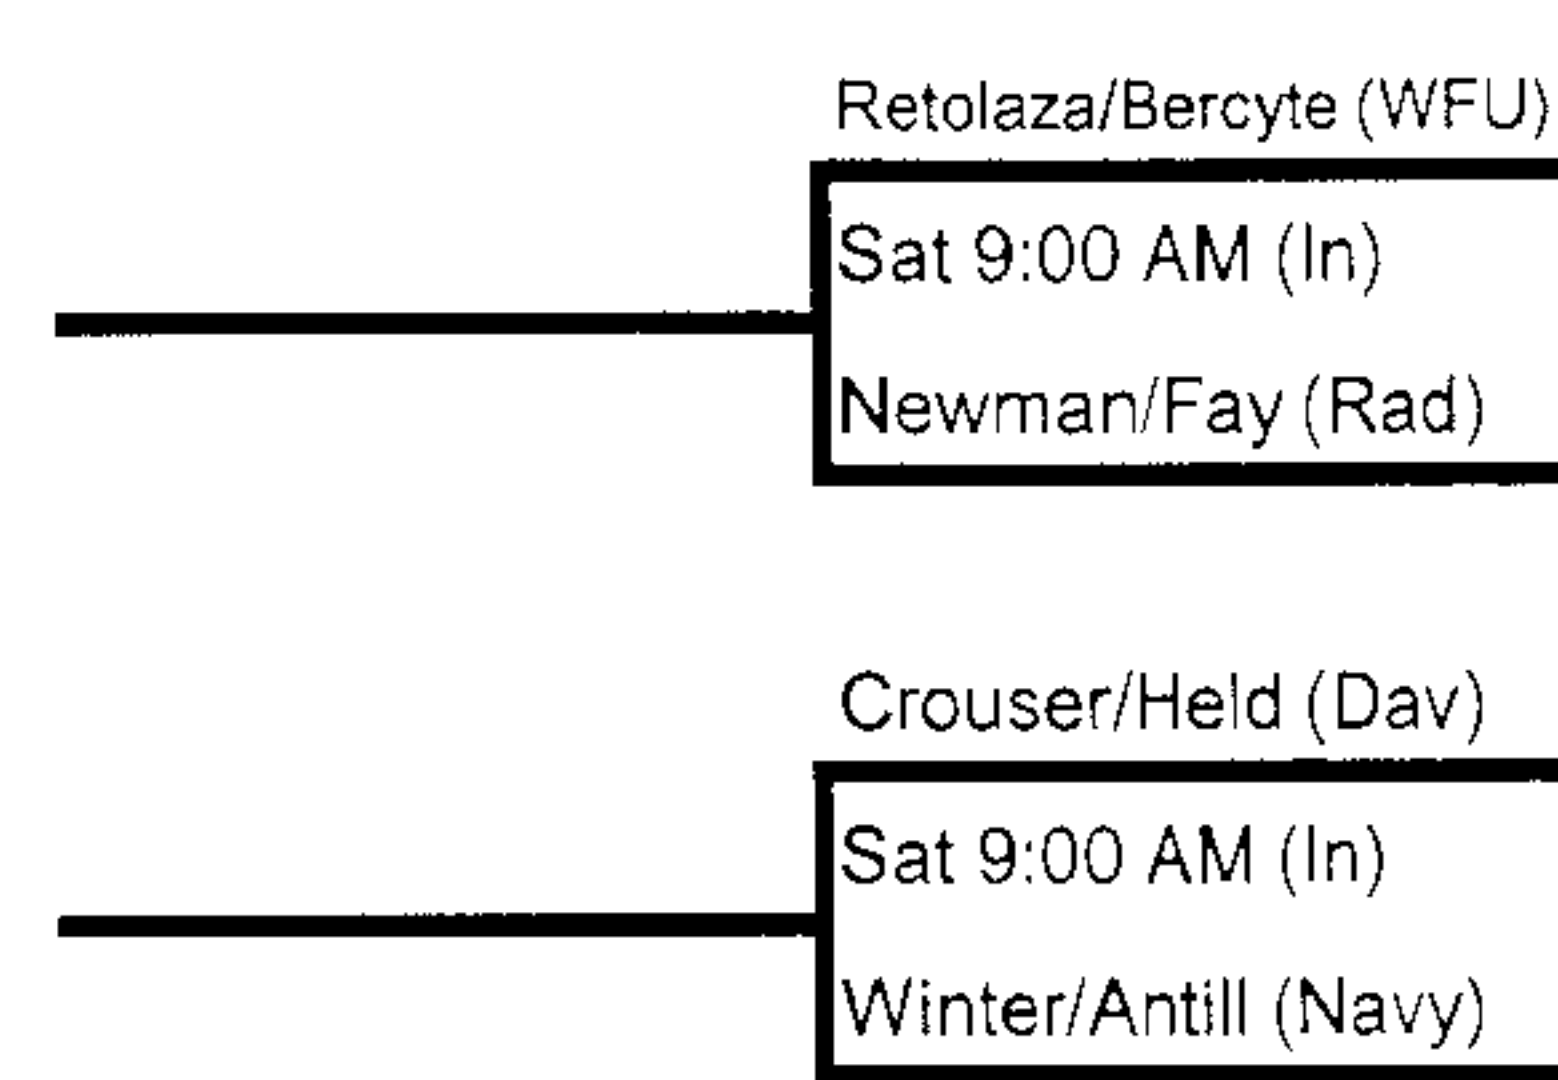 Retolaza/Bercyte (WFU)
Sat 9:00 AM (In)
Newman/Fay (Rad)
Crouser/Held (Dav)
Sat 9:00 AM (In)
Winter/Antill (Navy)